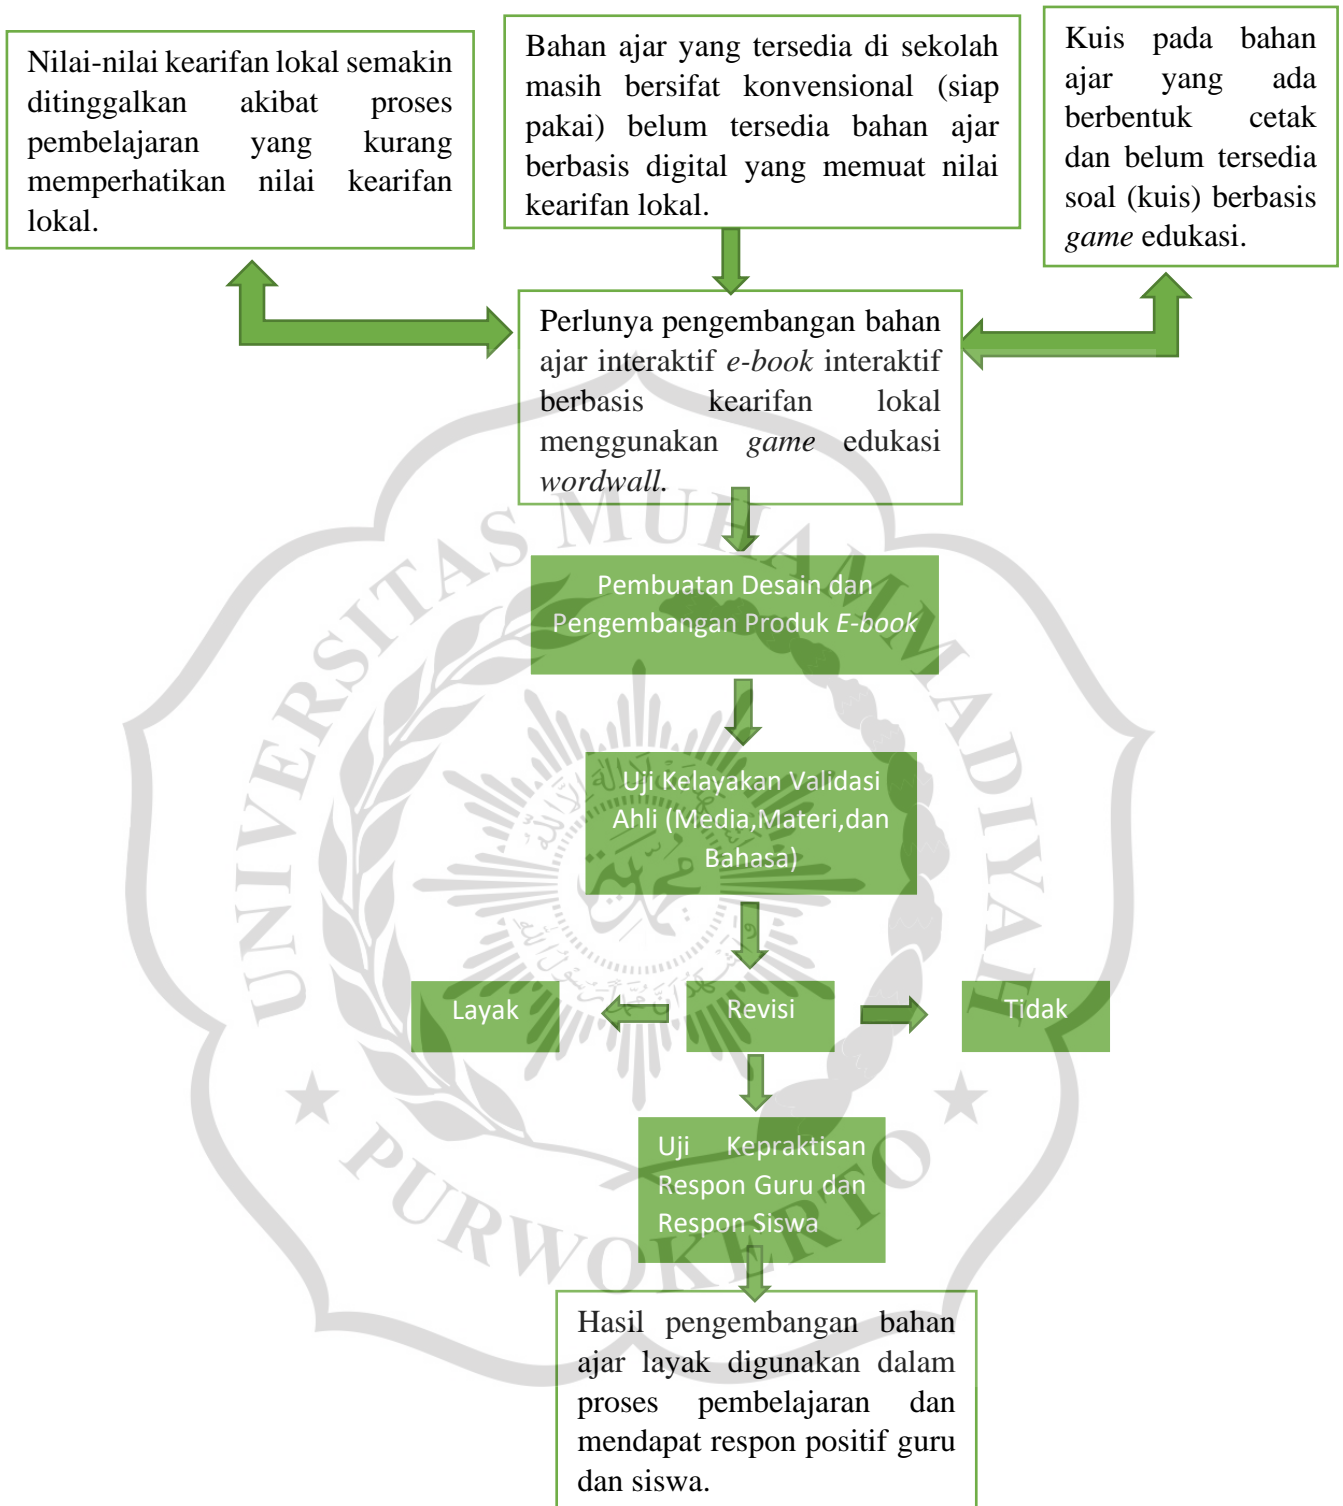 Nilai-nilai kearifan lokal semakin
ditinggalkan akibat proses
pembelajaran yang kurang
memperhatikan nilai kearifan
lokal.
Bahan ajar yang tersedia di sekolah
masih bersifat konvensional (siap
pakai) belum tersedia bahan ajar
berbasis digital yang memuat nilai
kearifan lokal.
Kuis pada bahan
ajar yang ada
berbentuk cetak
dan belum tersedia
soal (kuis) berbasis
game edukasi.
Perlunya pengembangan bahan
ajar interaktif e-book interaktif
berbasis kearifan lokal
menggunakan game edukasi
wordwall.
Pembuatan Desain dan
Pengembangan Produk E-book
Uji Kelayakan Validasi
Ahli (Media,Materi,dan
Bahasa)
Layak
Revisi
Tidak
Uji Kepraktisan
Respon Guru dan
Respon Siswa
Hasil pengembangan bahan
ajar layak digunakan dalam
proses pembelajaran dan
mendapat respon positif guru
dan siswa.
UNIVERSITAS MUHAMMADIYAH
PURWOKERTO